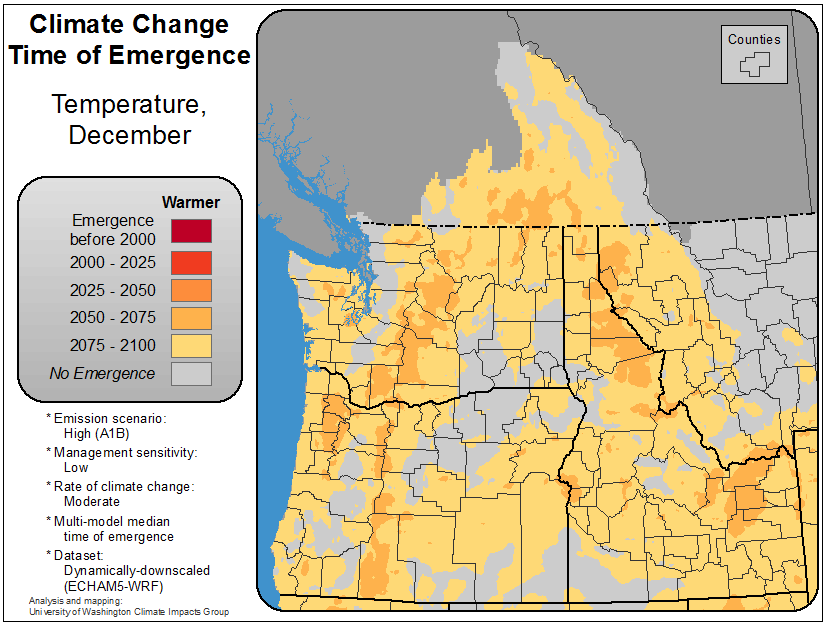 Climate Change
Time of Emergence
Temperature,
December
Warmer
Emergence
before 2000
2000 - 2025
2025 - 2050
2050 - 2075
2075 - 2100
No Emergence
* Emission scenario:
High (A1B)
* Management sensitivity:
Low
* Rate of climate change:
Moderate
* Multi-model median
time of emergence
* Dataset:
Dynamically-downscaled
(ECHAM5-WRF)
Analysis and mapping:
University of Washington Climate Impacts Group
Counties